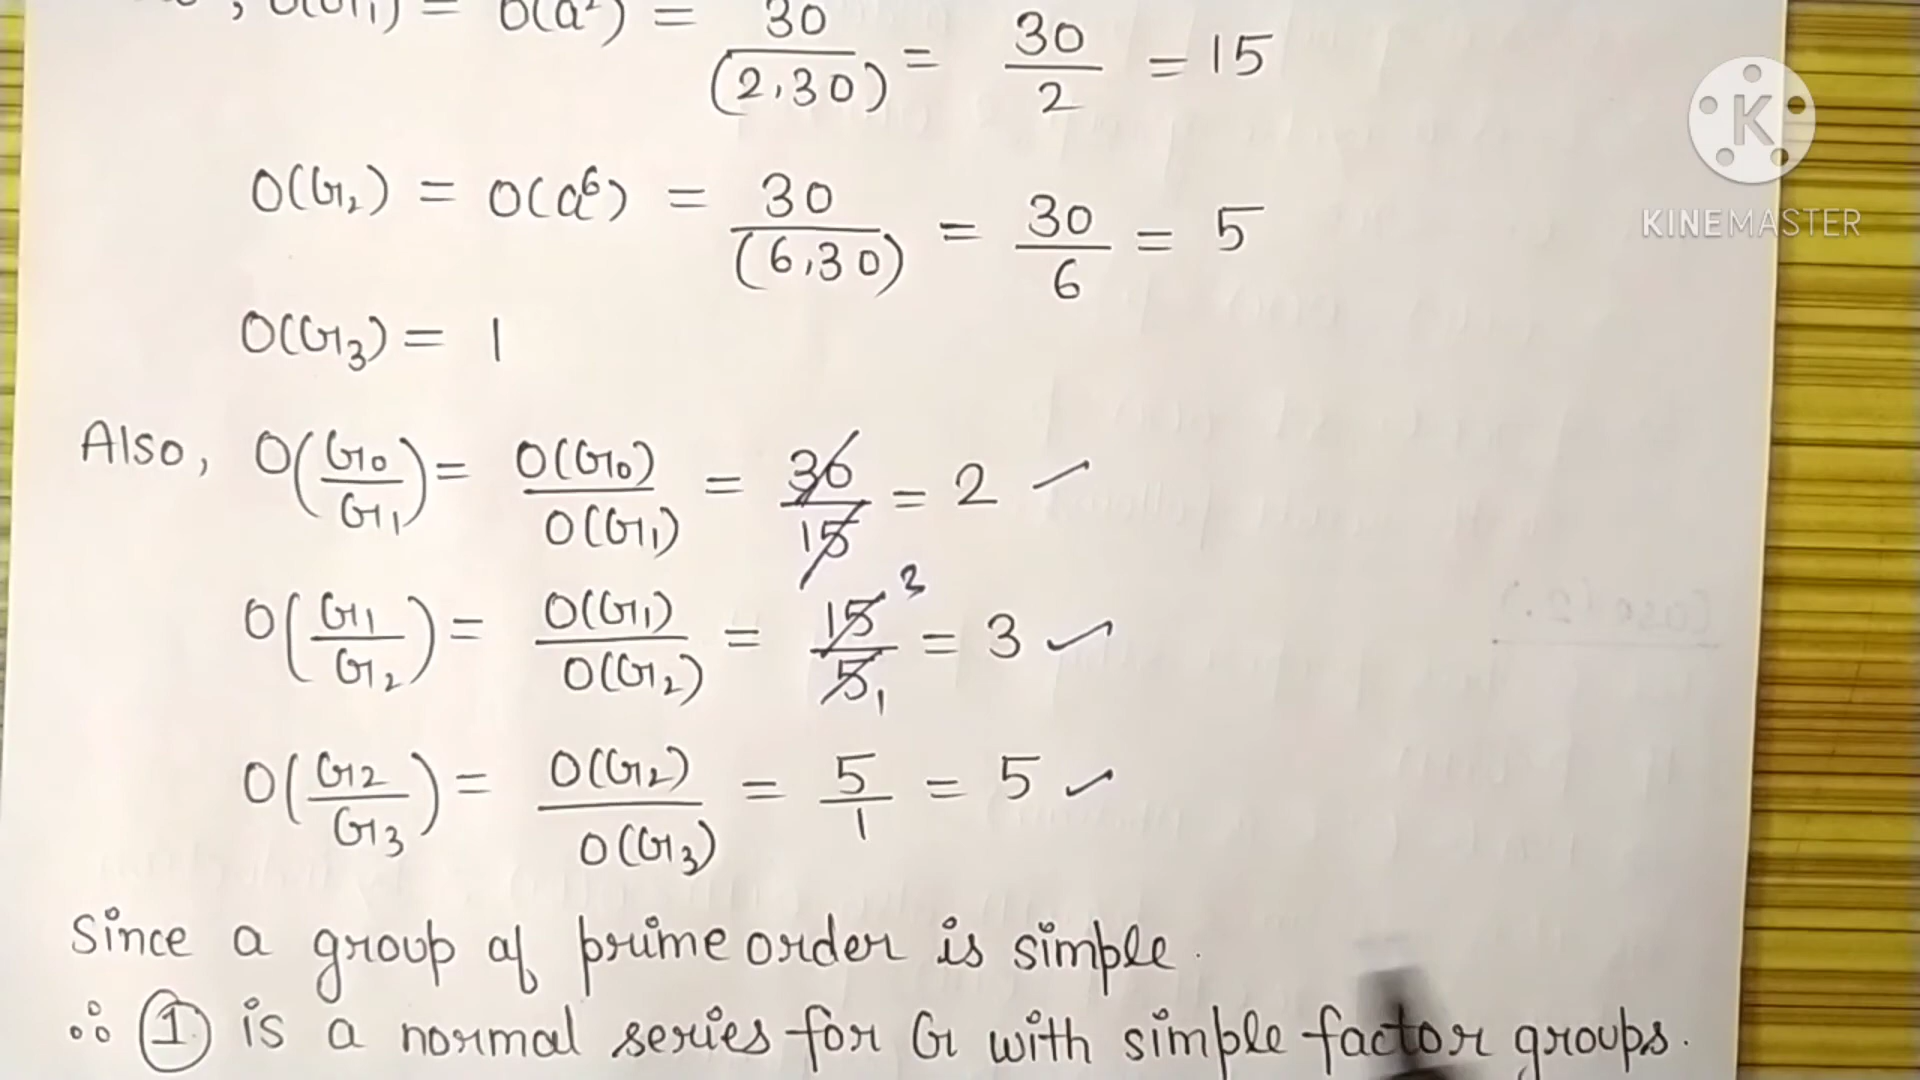 , O(G₁) = O(a²) = 30/(2,30) = 30/2 = 15
K
KINEMASTER
O(G₂) = O(a⁶) = 30/(6,30) = 30/6 = 5
O(G₃) = 1
Also, O(G₀/G₁) = O(G₀)/O(G₁) = 30/15 = 2 ✓
O(G₁/G₂) = O(G₁)/O(G₂) = 15 3/5 1 = 3 ✓
O(G₂/G₃) = O(G₂)/O(G₃) = 5/1 = 5 ✓
Since a group of prime order is simple.
∴ ① is a normal series for G with simple factor groups.